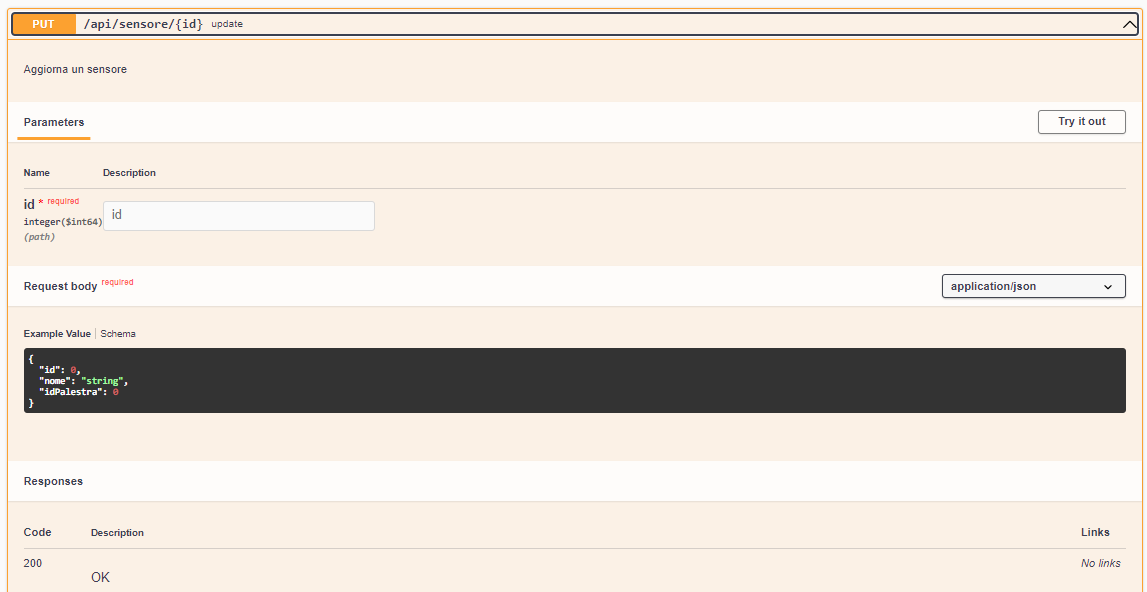 PUT /api/sensore/{id} update
Aggiorna un sensore
Parameters Try it out
Name Description
id * required
integer($int64)
(path)
id
Request body required application/json
Example Value Schema
{
"id": 0,
"nome": "string",
"idPalestra": 0
}
Responses
Code Description Links
200 No links
OK